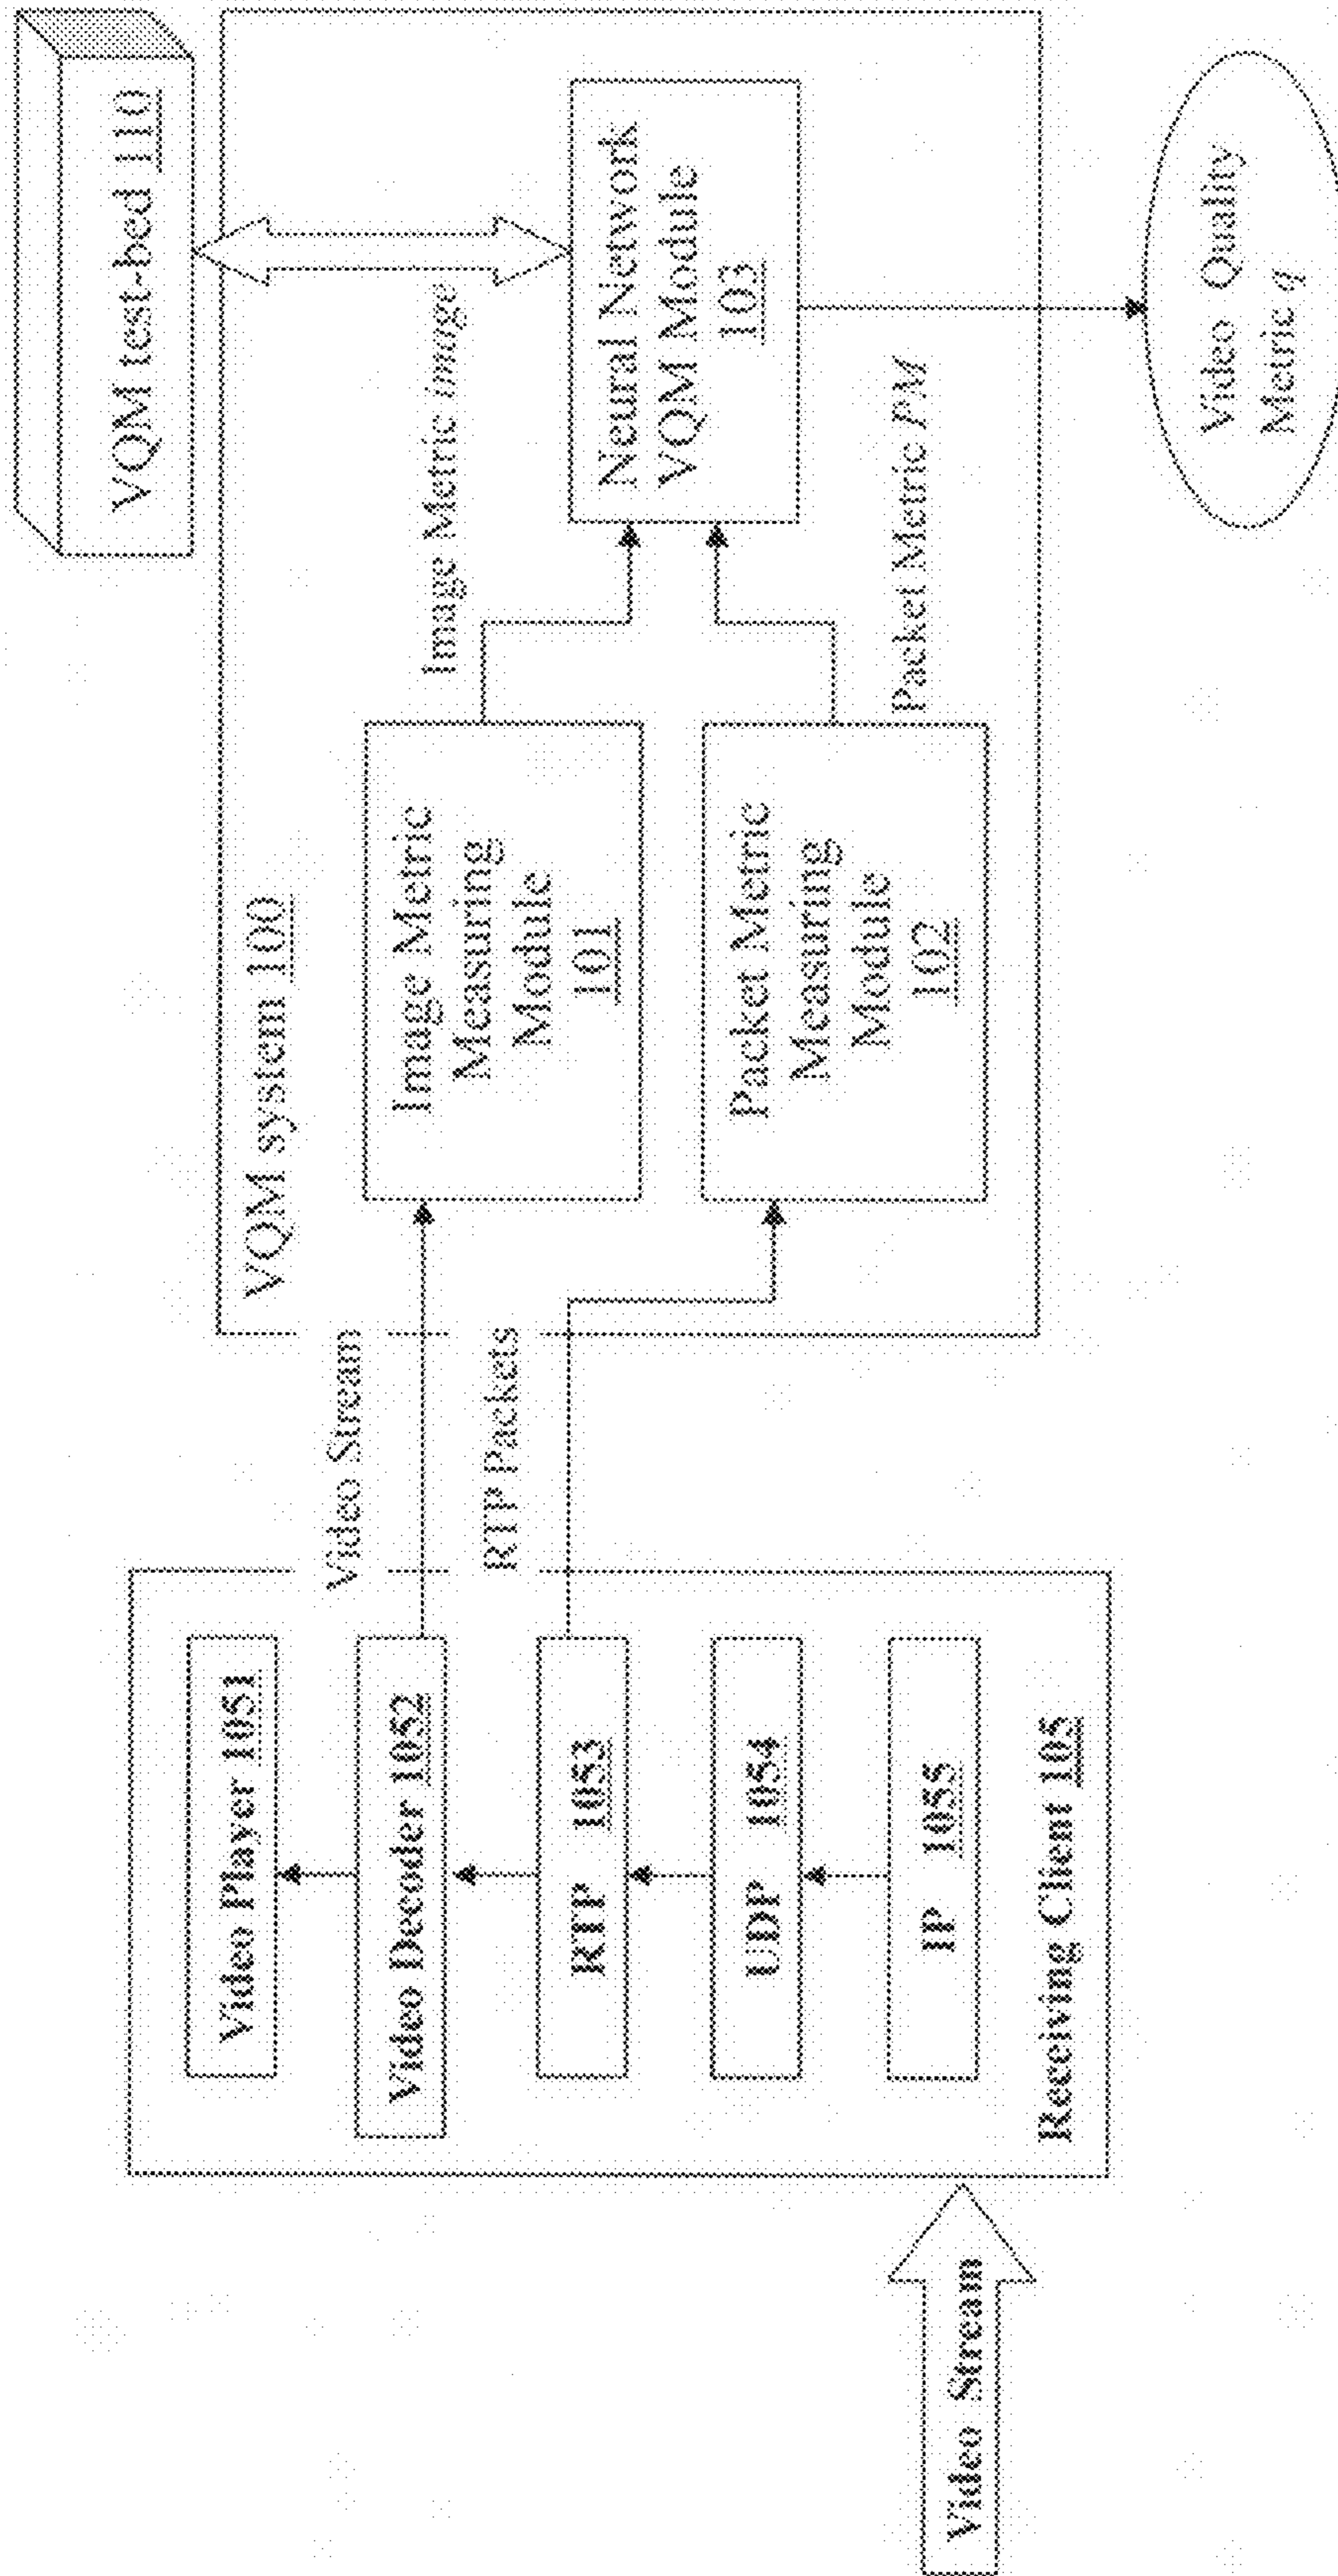 Video Stream
Video Player 1051
Video Decoder 1052
RTP 1053
UDP 1054
IP 1055
Receiving Client 105
Video Stream
RTP Packets
VQM system 100
Image Metric
Measuring
Module
101
Packet Metric
Measuring
Module
102
Image Metric image
Packet Metric PM
Neural Network
VQM Module
103
VQM test-bed 110
Video Quality
Metric q